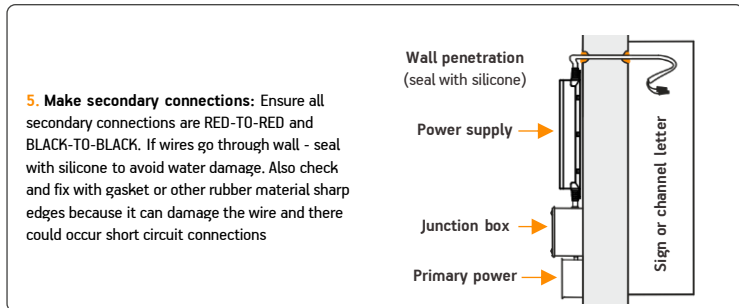 5. Make secondary connections: Ensure all
secondary connections are RED-TO-RED and
BLACK-TO-BLACK. If wires go through wall - seal
with silicone to avoid water damage. Also check
and fix with gasket or other rubber material sharp
edges because it can damage the wire and there
could occur short circuit connections
Wall penetration
(seal with silicone)
Power supply
Junction box
Primary power
Sign or channel letter